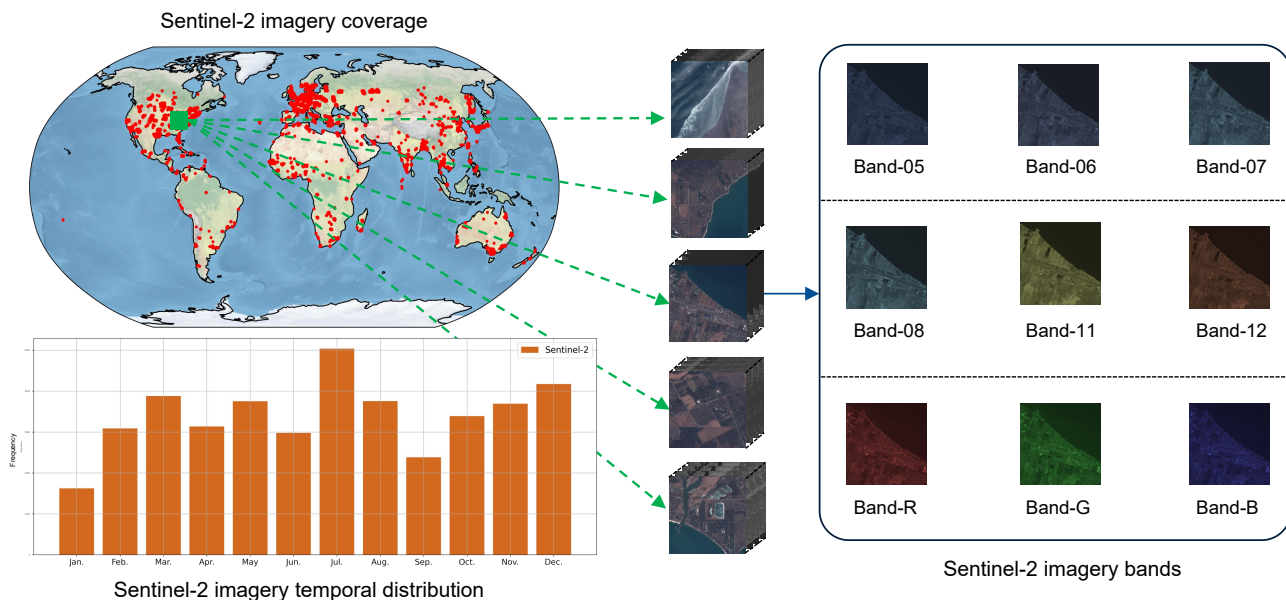 Sentinel-2 imagery coverage
Band-05
Band-06
Band-07
Band-08
Band-11
Band-12
Band-R
Band-G
Band-B
Sentinel-2 imagery bands
Sentinel-2
Frequency
Jan.
Feb.
Mar.
Apr.
May
Jun.
Jul.
Aug.
Sep.
Oct.
Nov.
Dec.
Sentinel-2 imagery temporal distribution